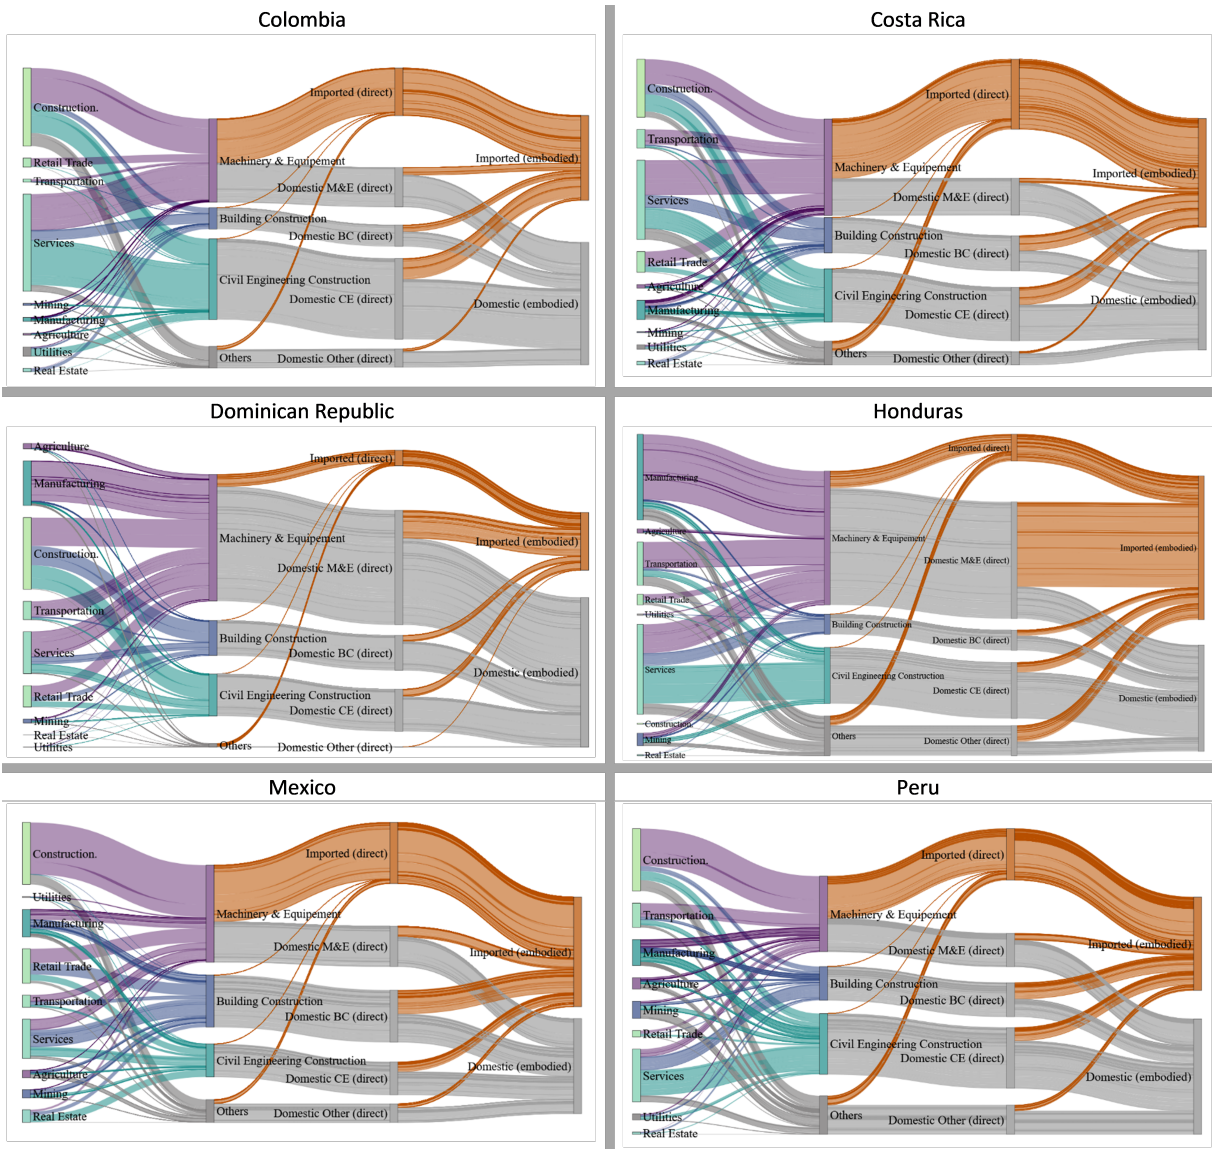 Colombia
Construction.
Retail Trade
Transportation
Services
Mining
Manufacturing
Agriculture
Utilities
Real Estate
Machinery & Equipement
Building Construction
Civil Engineering Construction
Others
Imported (direct)
Domestic M&E (direct)
Domestic BC (direct)
Domestic CE (direct)
Domestic Other (direct)
Imported (embodied)
Domestic (embodied)
Costa Rica
Construction.
Transportation
Services
Retail Trade
Agriculture
Manufacturing
Mining
Utilities
Real Estate
Machinery & Equipement
Building Construction
Civil Engineering Construction
Others
Imported (direct)
Domestic M&E (direct)
Domestic BC (direct)
Domestic CE (direct)
Domestic Other (direct)
Imported (embodied)
Domestic (embodied)
Dominican Republic
Agriculture
Manufacturing
Construction.
Transportation
Services
Retail Trade
Mining
Real Estate
Utilities
Machinery & Equipement
Building Construction
Civil Engineering Construction
Others
Imported (direct)
Domestic M&E (direct)
Domestic BC (direct)
Domestic CE (direct)
Domestic Other (direct)
Imported (embodied)
Domestic (embodied)
Honduras
Manufacturing
Agriculture
Transportation
Retail Trade
Utilities
Services
Construction.
Mining
Real Estate
Machinery & Equipement
Building Construction
Civil Engineering Construction
Others
Imported (direct)
Domestic M&E (direct)
Domestic BC (direct)
Domestic CE (direct)
Domestic Other (direct)
Imported (embodied)
Domestic (embodied)
Mexico
Construction.
Utilities
Manufacturing
Retail Trade
Transportation
Services
Agriculture
Mining
Real Estate
Machinery & Equipement
Building Construction
Civil Engineering Construction
Others
Imported (direct)
Domestic M&E (direct)
Domestic BC (direct)
Domestic CE (direct)
Domestic Other (direct)
Imported (embodied)
Domestic (embodied)
Peru
Construction.
Transportation
Manufacturing
Agriculture
Mining
Retail Trade
Services
Utilities
Real Estate
Machinery & Equipement
Building Construction
Civil Engineering Construction
Others
Imported (direct)
Domestic M&E (direct)
Domestic BC (direct)
Domestic CE (direct)
Domestic Other (direct)
Imported (embodied)
Domestic (embodied)